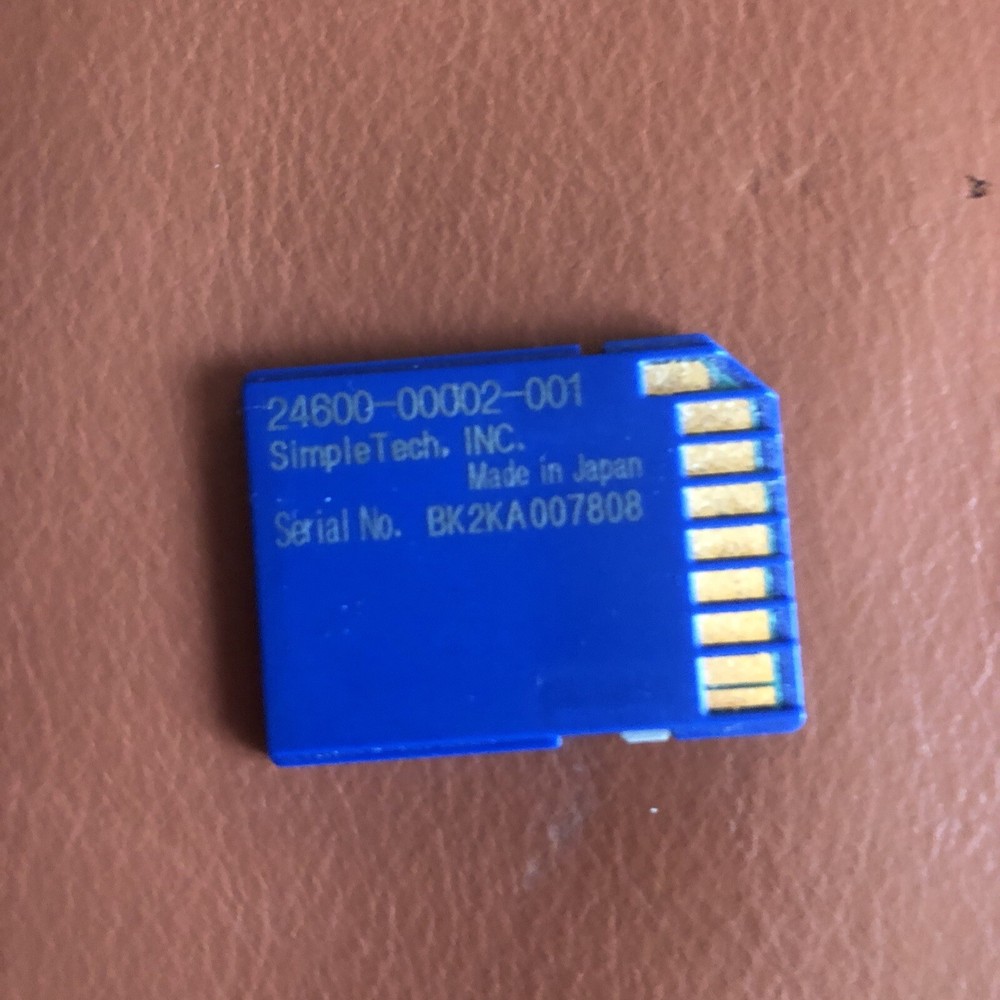 24600-00002-001
SimpleTech, INC.
Made in Japan
Serial No. BK2KA007808